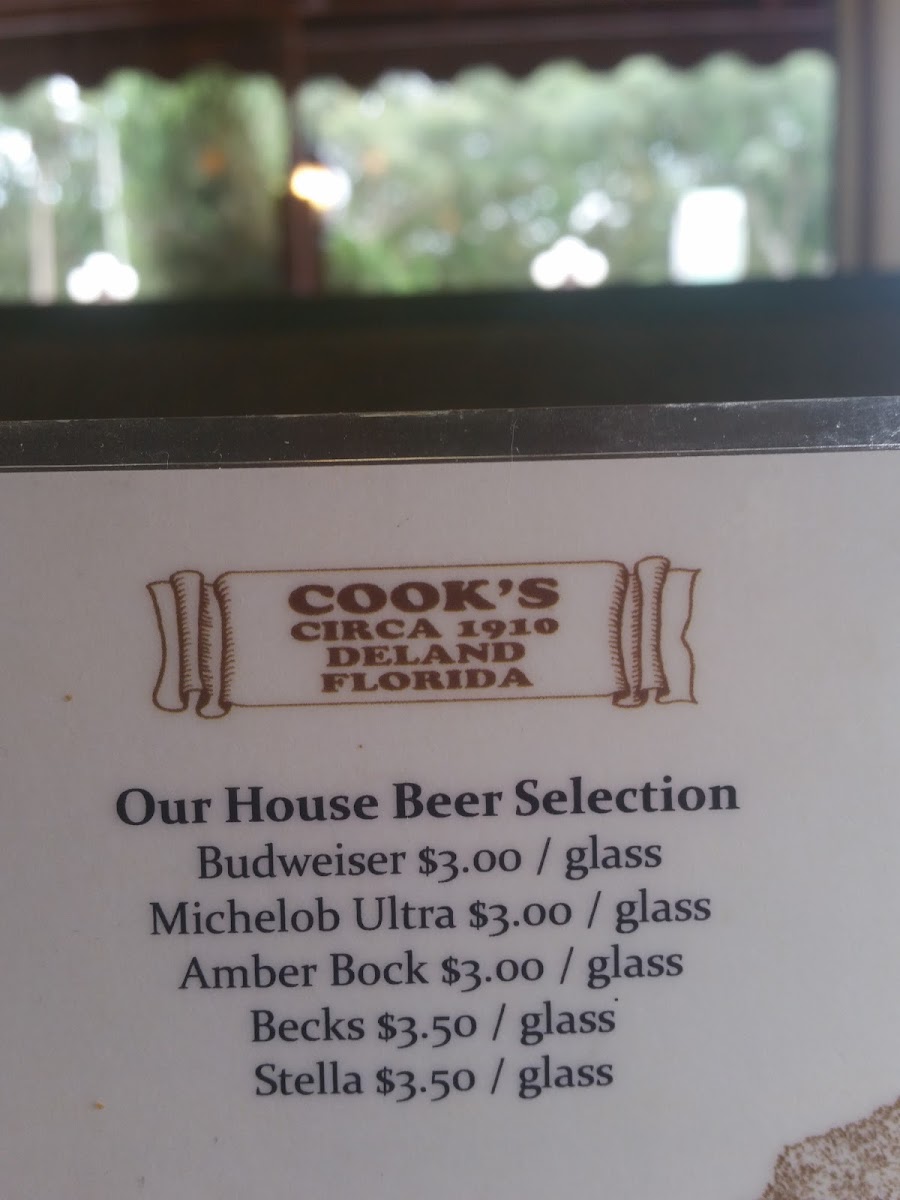 COOK'S
CIRCA 1910
DELAND
FLORIDA
Our House Beer Selection
Budweiser $3.00 / glass
Michelob Ultra $3.00 / glass
Amber Bock $3.00 / glass
Becks $3.50 / glass
Stella $3.50 / glass